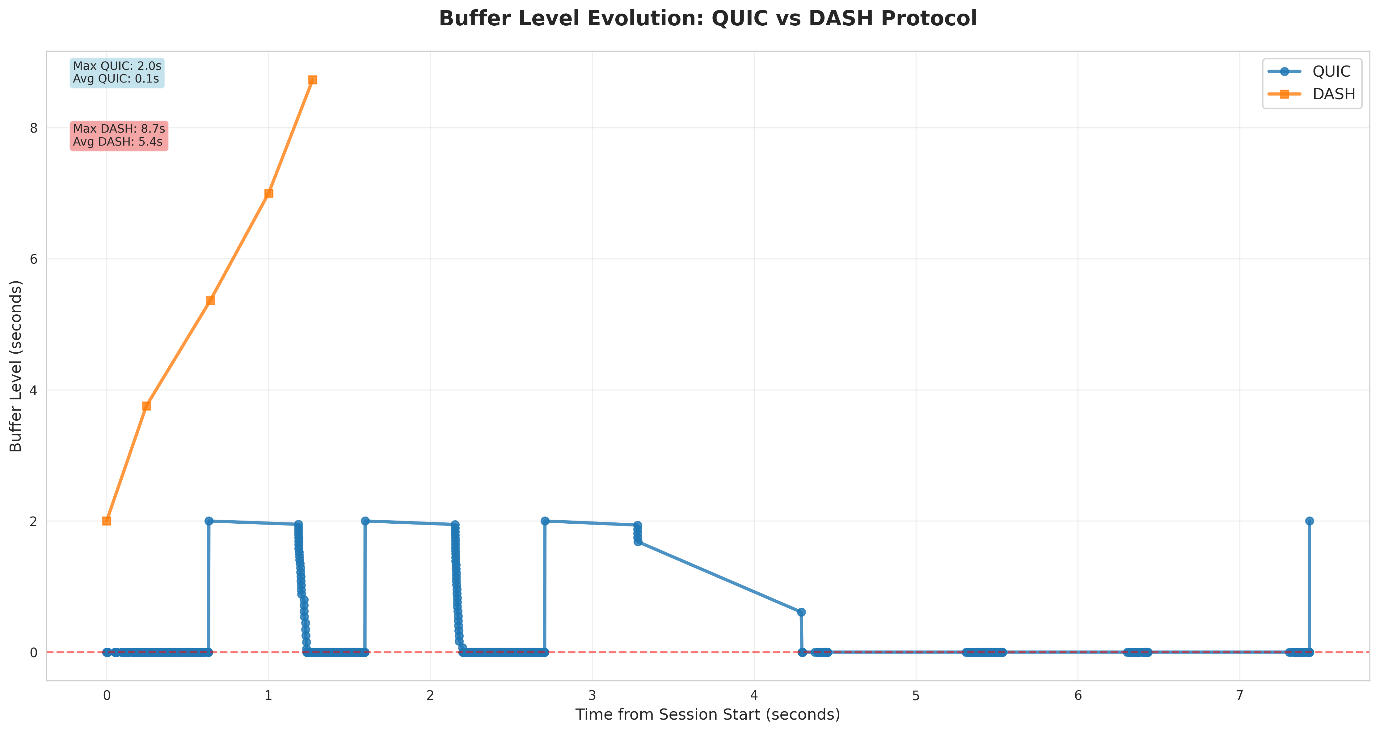 Buffer Level Evolution: QUIC vs DASH Protocol
Max QUIC: 2.0s
Avg QUIC: 0.1s
Max DASH: 8.7s
Avg DASH: 5.4s
QUIC
DASH
Buffer Level (seconds)
8
6
4
2
0
0 1 2 3 4 5 6 7
Time from Session Start (seconds)